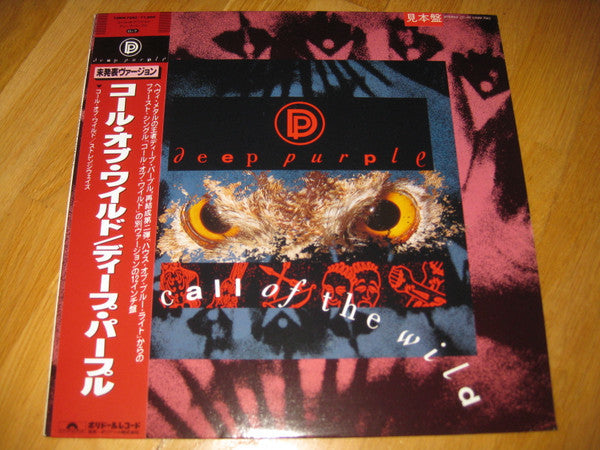 ロック
deep purple
未発表ヴァージョン
コール・オブ・ワイルド/ディープ・パープル
ヘヴィ・メタルの王者ディープ・パープル、再結成第二弾、「ハウス・オブ・ブルー・ライト」からの
ファースト・シングル「コール・オブ・ワイルド」の別ヴァージョンの12インチ盤
*コール・オブ・ワイルド/ストレンジウェイズ
ポリドール レコード
見本盤
deep purple
call of the wild